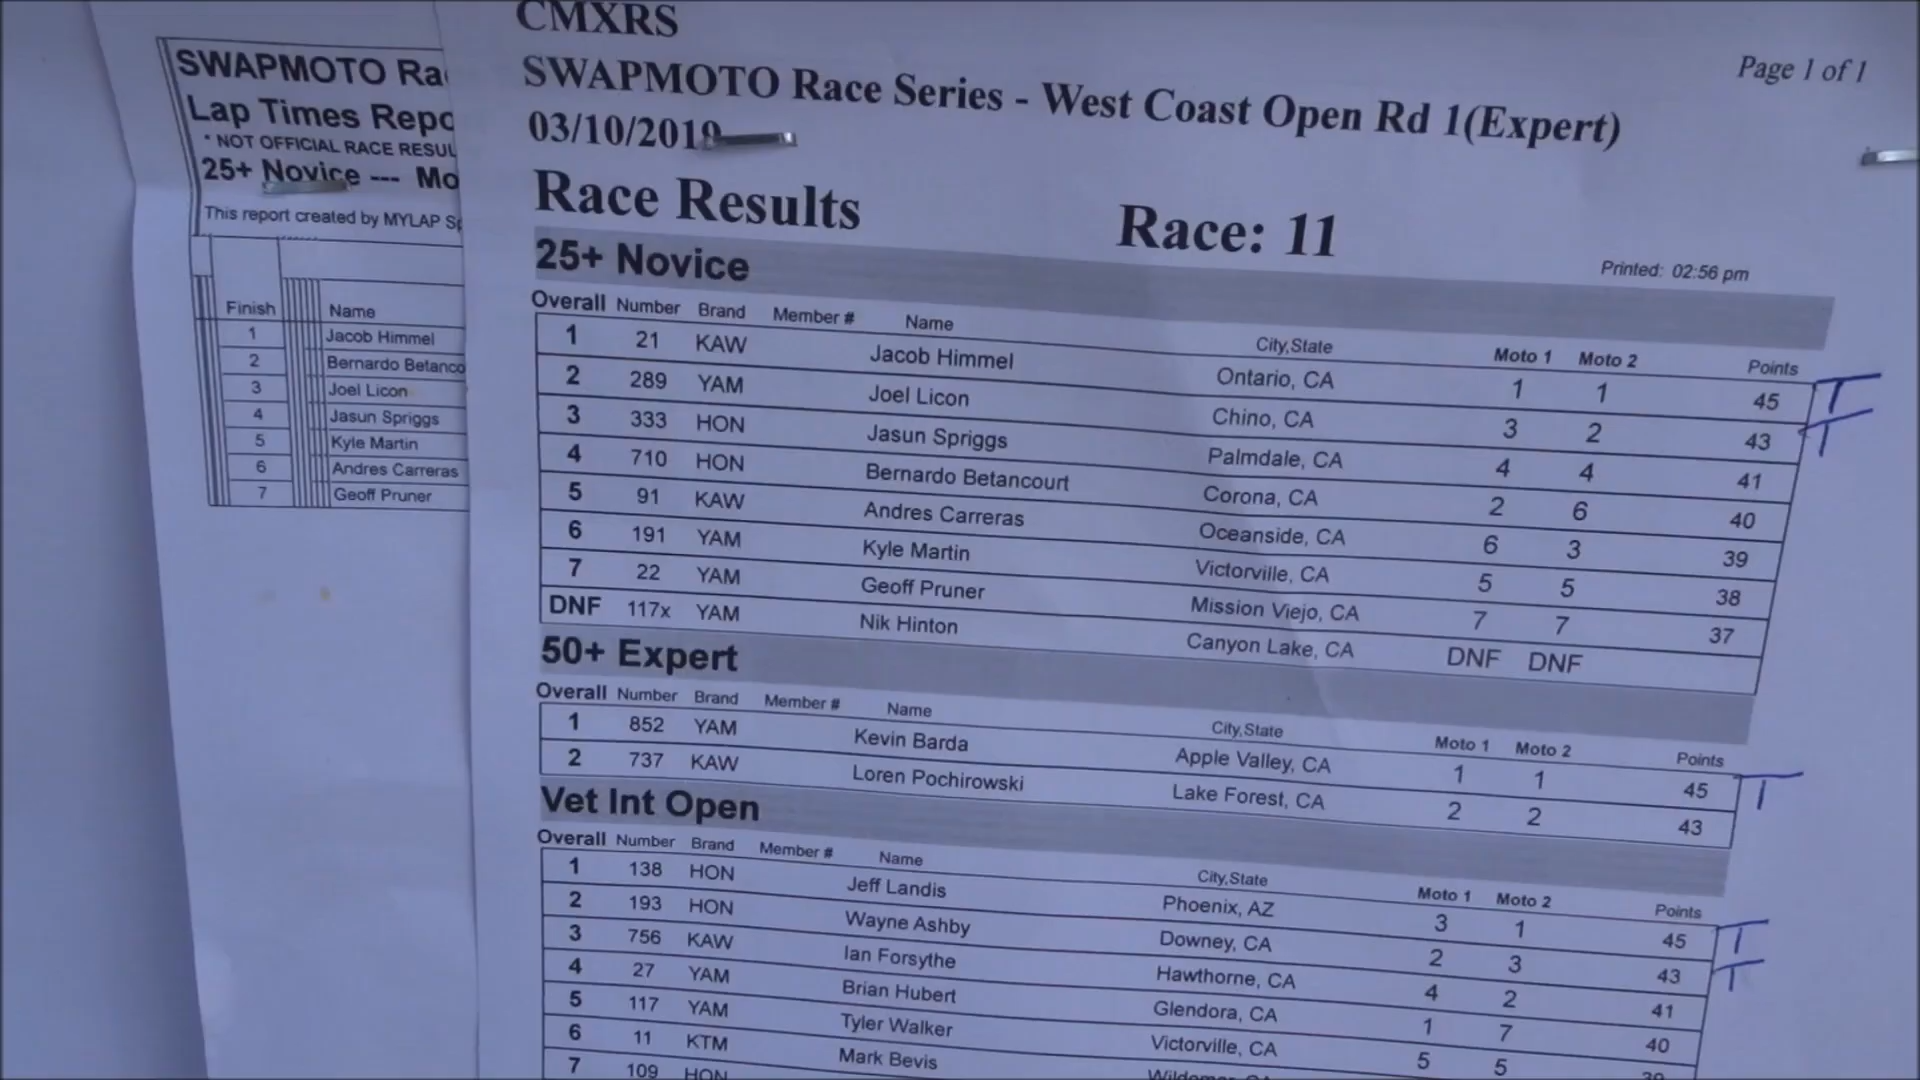 SWAPMOTO
Lap Times
* NOT OFFICIAL RACE
25+ Novice ---
This report created by MYLAP
Finish Name
1 Jacob Himmel
2 Bernardo
3 Joel Licon
4 Jasun Spriggs
5 Kyle Martin
6 Andres Carreras
7 Geoff Pruner
CMXRS
Page 1 of 1
SWAPMOTO Race Series - West Coast Open Rd 1(Expert)
03/10/2019
Race Results Race: 11
Printed: 02:56 pm
25+ Novice
Overall Number Brand Member # Name City,State Moto 1 Moto 2 Points
1 21 KAW Jacob Himmel Ontario, CA 1 1 45 T
2 289 YAM Joel Licon Chino, CA 3 2 43 T
3 333 HON Jasun Spriggs Palmdale, CA 4 4 41
4 710 HON Bernardo Betancourt Corona, CA 2 6 40
5 91 KAW Andres Carreras Oceanside, CA 6 3 39
6 191 YAM Kyle Martin Victorville, CA 5 5 38
7 22 YAM Geoff Pruner Mission Viejo, CA 7 7 37
DNF 117x YAM Nik Hinton Canyon Lake, CA DNF DNF
50+ Expert
Overall Number Brand Member # Name City,State Moto 1 Moto 2 Points
1 852 YAM Kevin Barda Apple Valley, CA 1 1 45 T
2 737 KAW Loren Pochirowski Lake Forest, CA 2 2 43
Vet Int Open
Overall Number Brand Member # Name City,State Moto 1 Moto 2 Points
1 138 HON Jeff Landis Phoenix, AZ 3 1 45 T
2 193 HON Wayne Ashby Downey, CA 2 3 43 T
3 756 KAW Ian Forsythe Hawthorne, CA 4 2 41
4 27 YAM Brian Hubert Glendora, CA 1 7 40
5 117 YAM Tyler Walker Victorville, CA 5 5 39
6 11 KTM Mark Bevis
7 109 HON